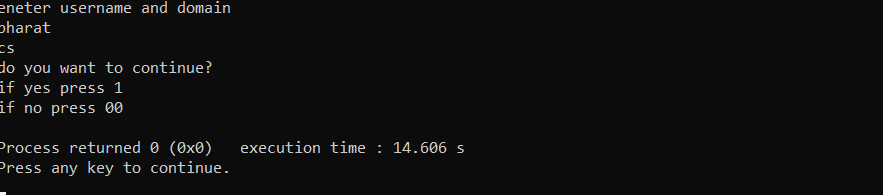 eneter username and domain
bharat
cs
do you want to continue?
if yes press 1
if no press 00
Process returned 0 (0x0)   execution time : 14.606 s
Press any key to continue.